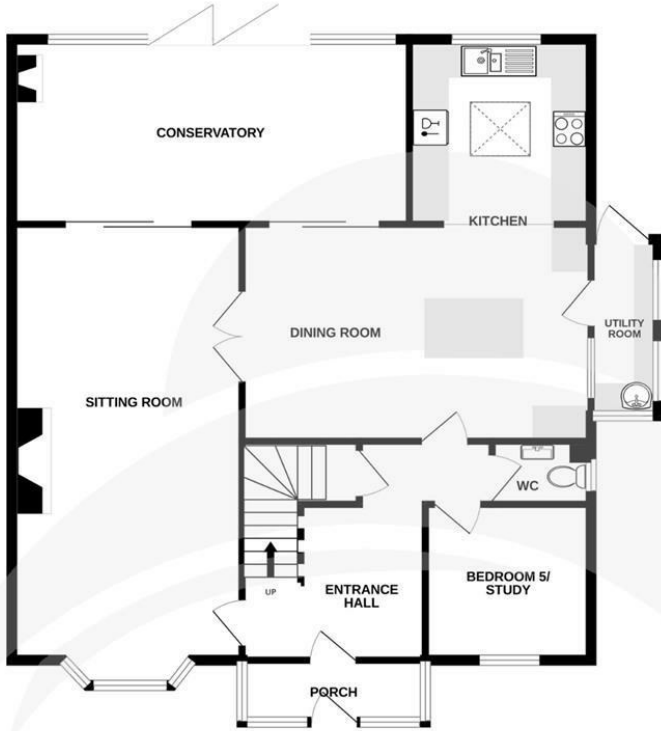 CONSERVATORY
KITCHEN
DINING ROOM
UTILITY
ROOM
SITTING ROOM
WC
UP
ENTRANCE
HALL
BEDROOM 5/
STUDY
PORCH